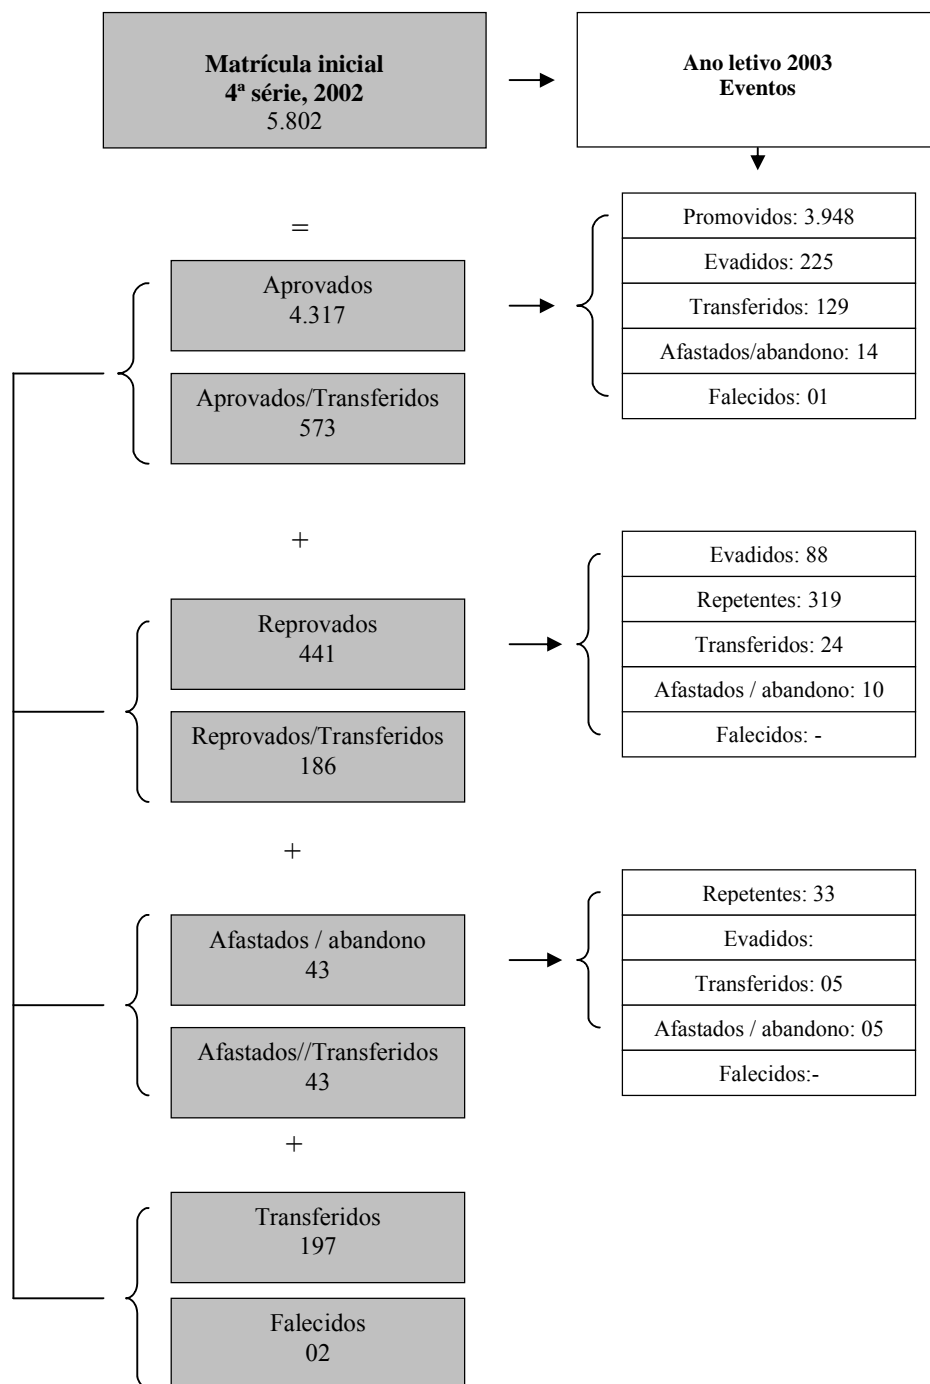 Matrícula inicial
4ª série, 2002
5.802
Ano letivo 2003
Eventos
=
Aprovados
4.317
Aprovados/Transferidos
573
Promovidos: 3.948
Evadidos: 225
Transferidos: 129
Afastados/abandono: 14
Falecidos: 01
+
Reprovados
441
Reprovados/Transferidos
186
Evadidos: 88
Repetentes: 319
Transferidos: 24
Afastados / abandono: 10
Falecidos: -
+
Afastados / abandono
43
Afastados//Transferidos
43
Repetentes: 33
Evadidos:
Transferidos: 05
Afastados / abandono: 05
Falecidos:-
+
Transferidos
197
Falecidos
02